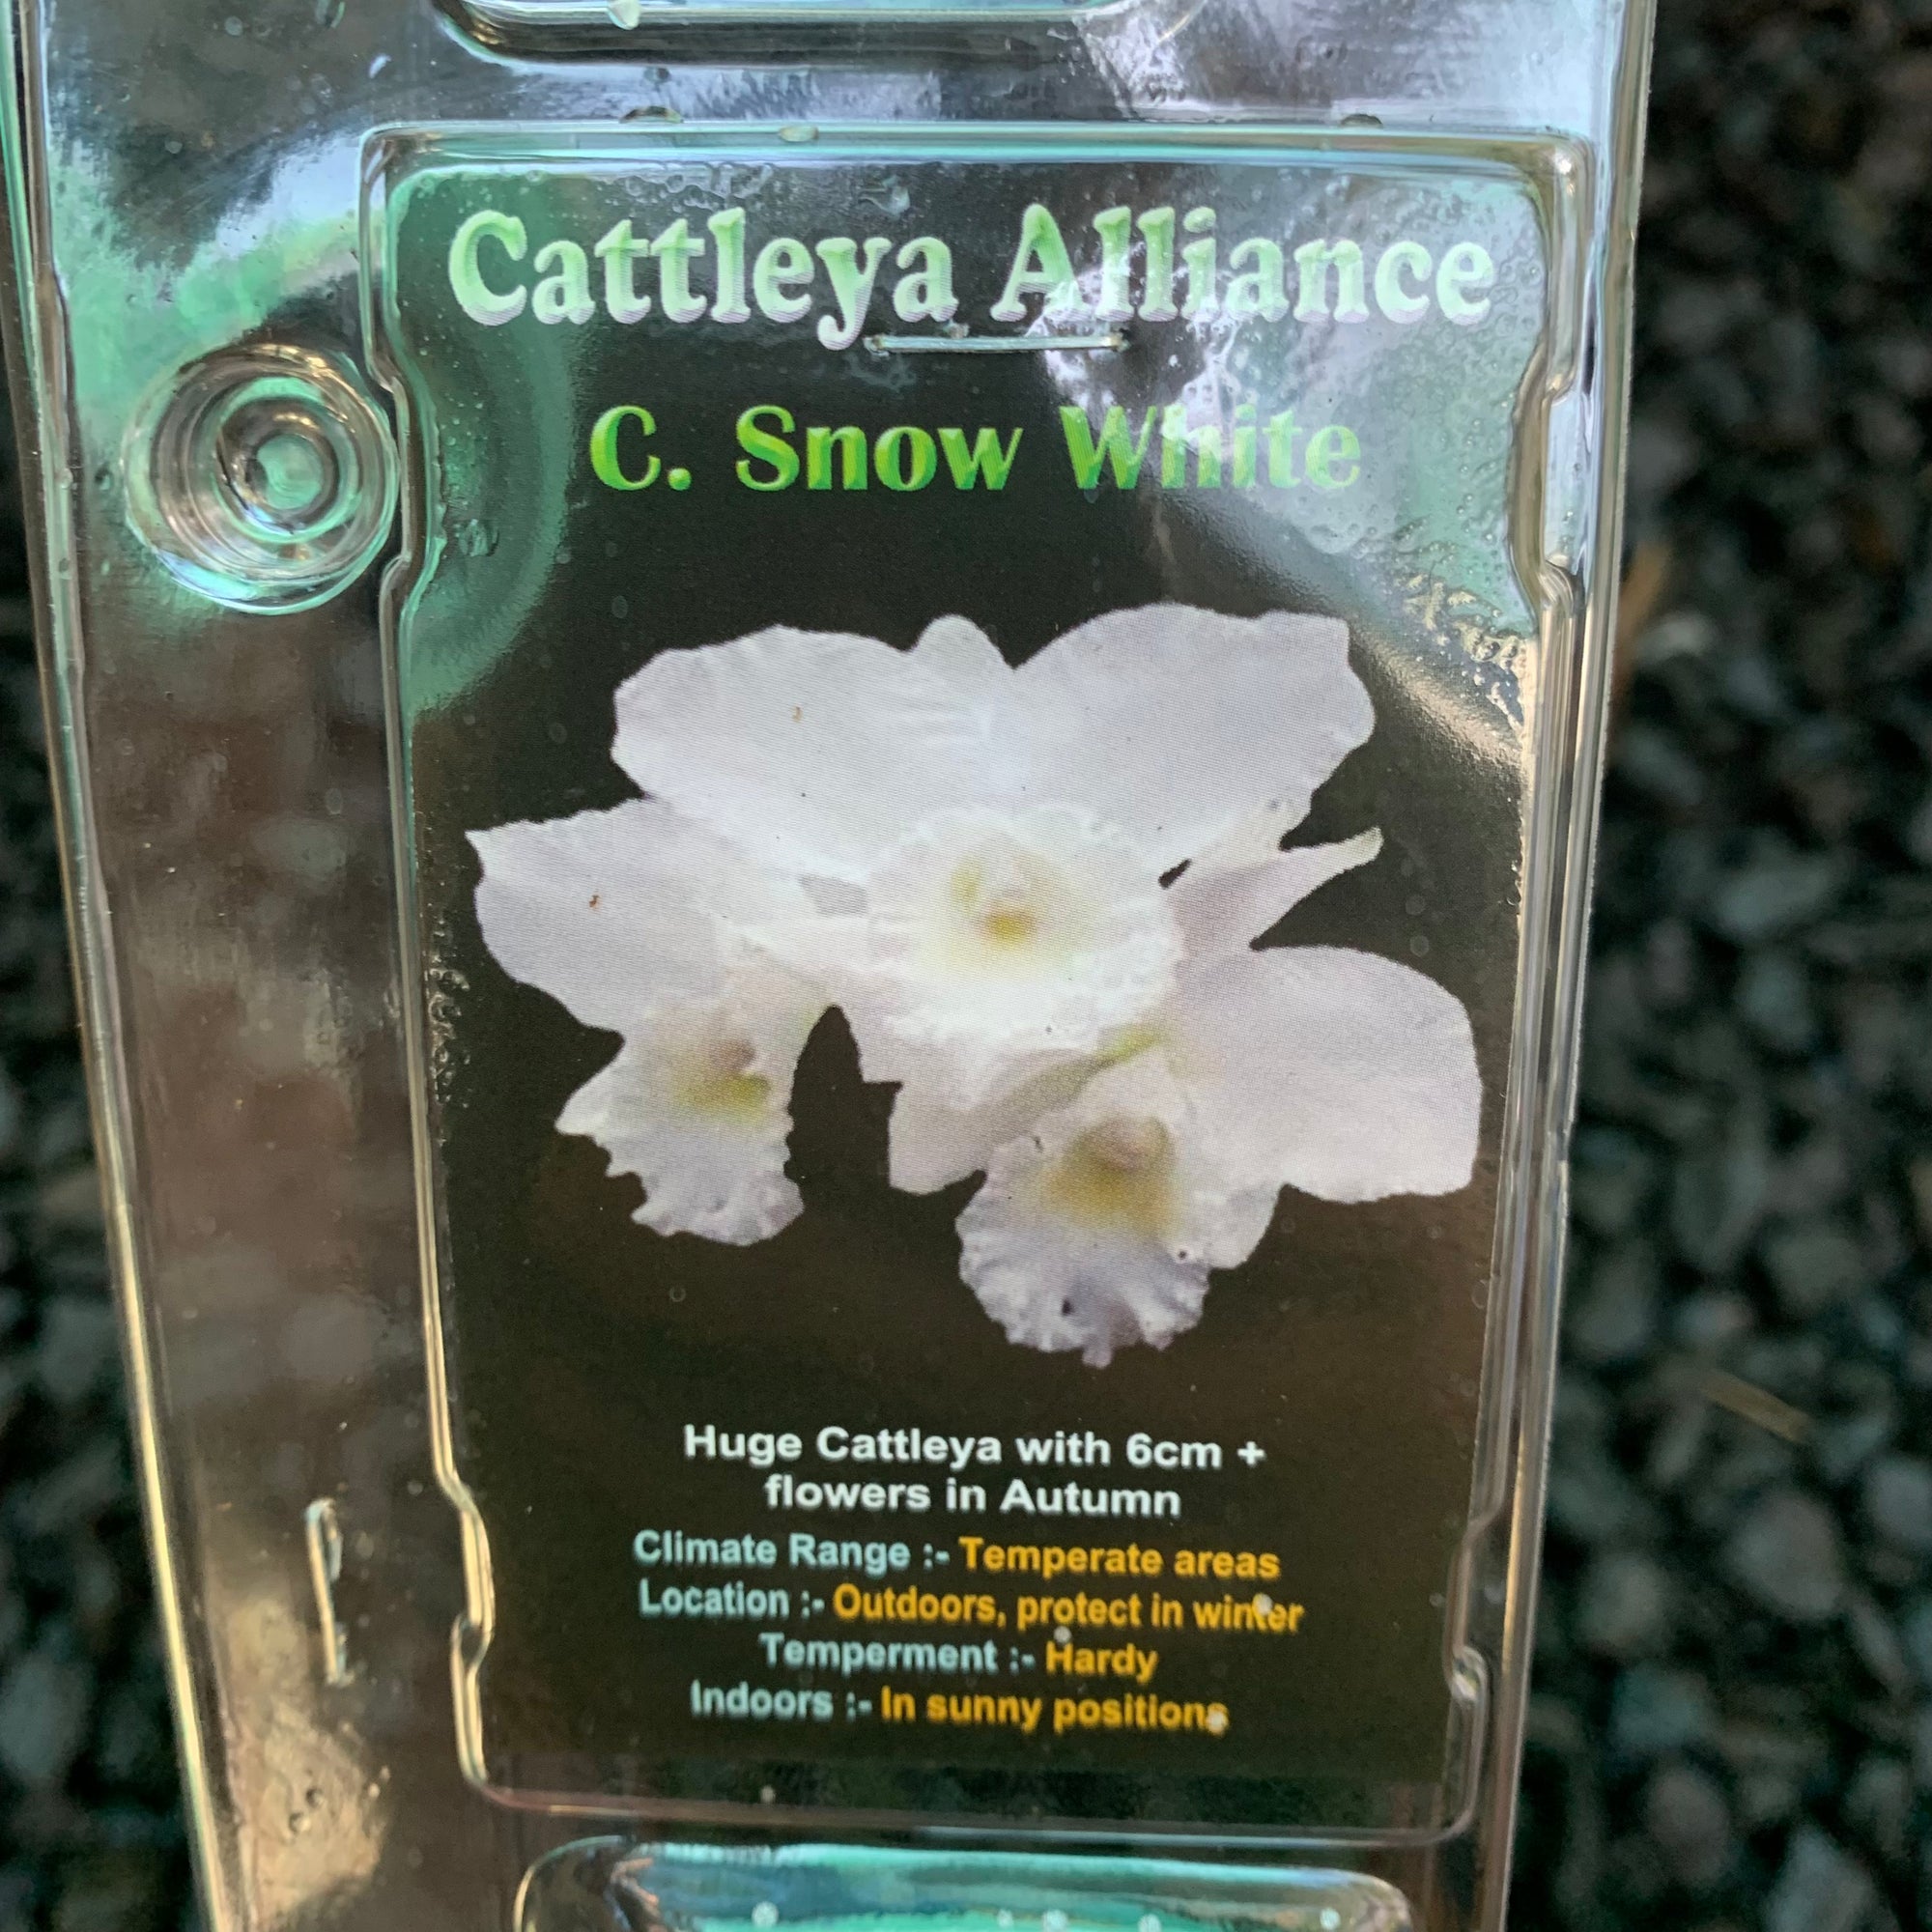 Cattleya Alliance
C. Snow White
Huge Cattleya with 6cm +
flowers in Autumn
Climate Range :- Temperate areas
Location :- Outdoors, protect in winter
Temperment :- Hardy
Indoors :- In sunny positions